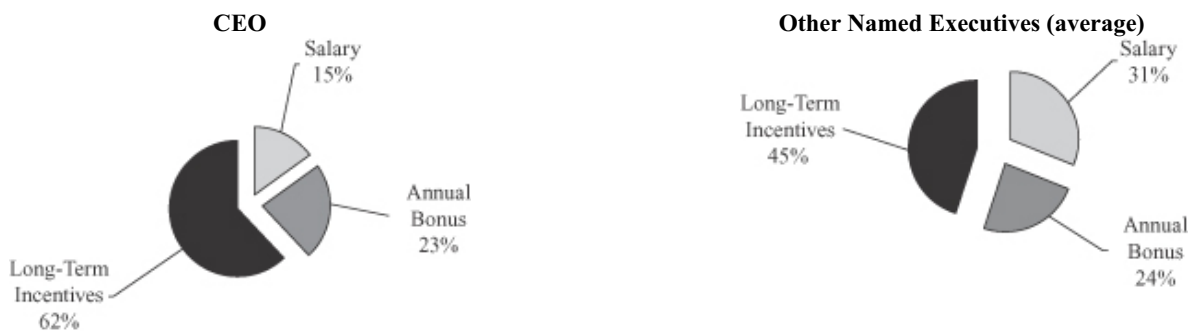 CEO
Salary
15%
Annual
Bonus
23%
Long-Term
Incentives
62%
Other Named Executives (average)
Salary
31%
Long-Term
Incentives
45%
Annual
Bonus
24%